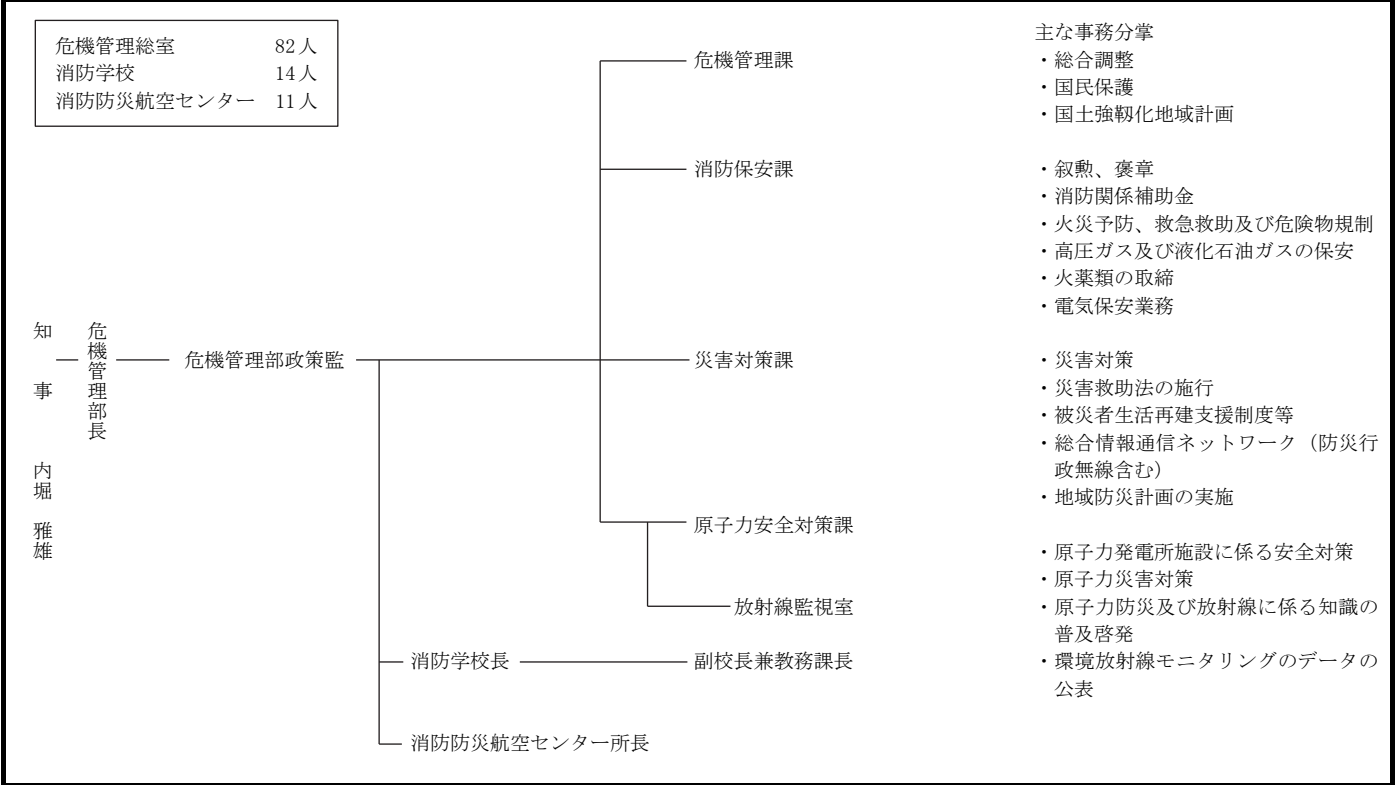 危機管理総室 82人
消防学校 14人
消防防災航空センター 11人
知事 内堀 雅雄
危機管理部長
危機管理部政策監
危機管理課
消防保安課
災害対策課
原子力安全対策課
放射線監視室
消防学校長
副校長兼教務課長
消防防災航空センター所長
主な事務分掌
・総合調整
・国民保護
・国土強靱化地域計画
・叙勲、褒章
・消防関係補助金
・火災予防、救急救助及び危険物規制
・高圧ガス及び液化石油ガスの保安
・火薬類の取締
・電気保安業務
・災害対策
・災害救助法の施行
・被災者生活再建支援制度等
・総合情報通信ネットワーク（防災行
政無線含む）
・地域防災計画の実施
・原子力発電所施設に係る安全対策
・原子力災害対策
・原子力防災及び放射線に係る知識の
普及啓発
・環境放射線モニタリングのデータの
公表